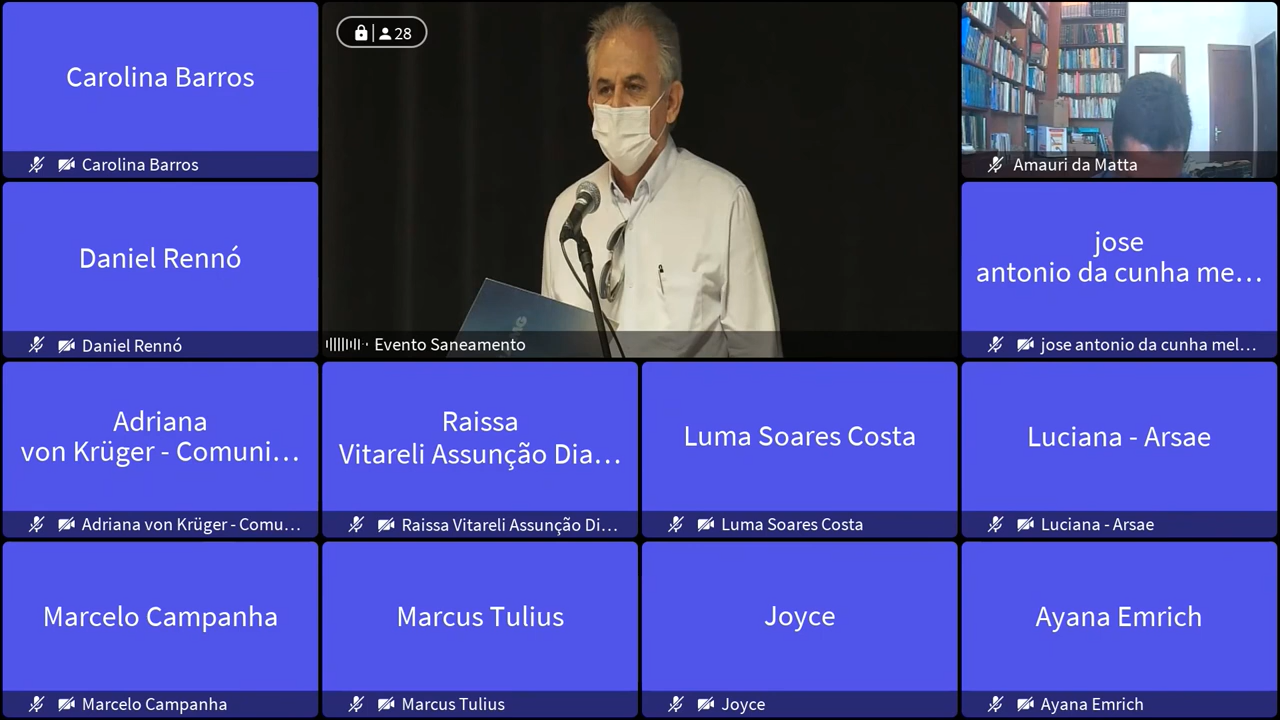 Carolina Barros
Carolina Barros
28
Evento Saneamento
Amauri da Matta
Daniel Rennó
Daniel Rennó
jose
antonio da cunha me...
jose antonio da cunha mel...
Adriana
von Krüger - Comuni...
Adriana von Krüger - Comu...
Raissa
Vitareli Assunção Dia...
Raissa Vitareli Assunção Di...
Luma Soares Costa
Luma Soares Costa
Luciana - Arsae
Luciana - Arsae
Marcelo Campanha
Marcelo Campanha
Marcus Tulius
Marcus Tulius
Joyce
Joyce
Ayana Emrich
Ayana Emrich